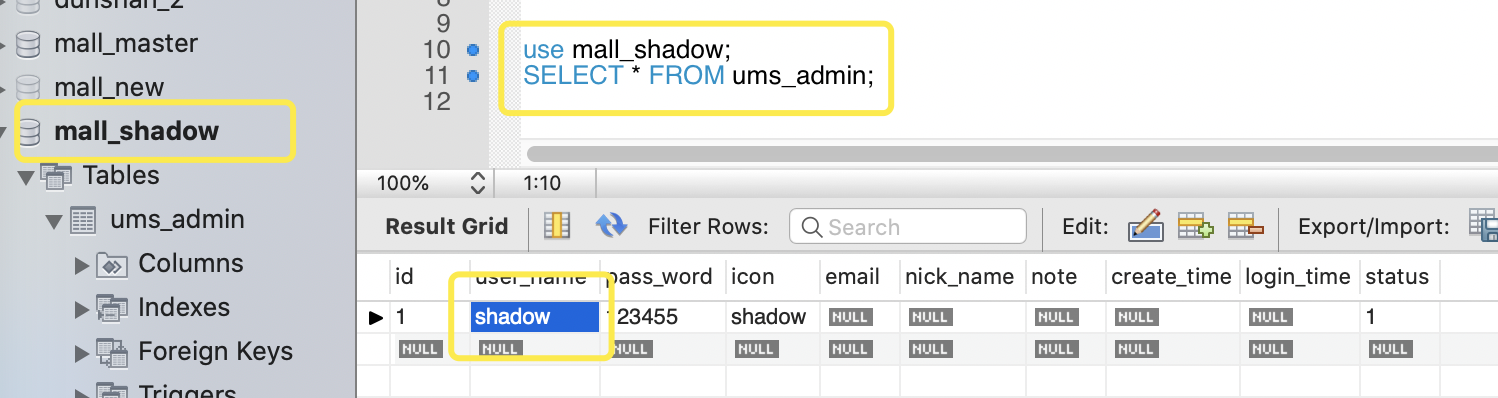 dunshan_2
mall_master
mall_new
mall_shadow
Tables
ums_admin
Columns
Indexes
Foreign Keys
Triggers
8
9
10 use mall_shadow;
11 SELECT * FROM ums_admin;
12
100% 1:10
Result Grid Filter Rows: Search Edit: Export/Import:
id user_name pass_word icon email nick_name note create_time login_time status
1 shadow 123455 shadow NULL NULL NULL NULL NULL 1
NULL NULL NULL NULL NULL NULL NULL NULL NULL NULL